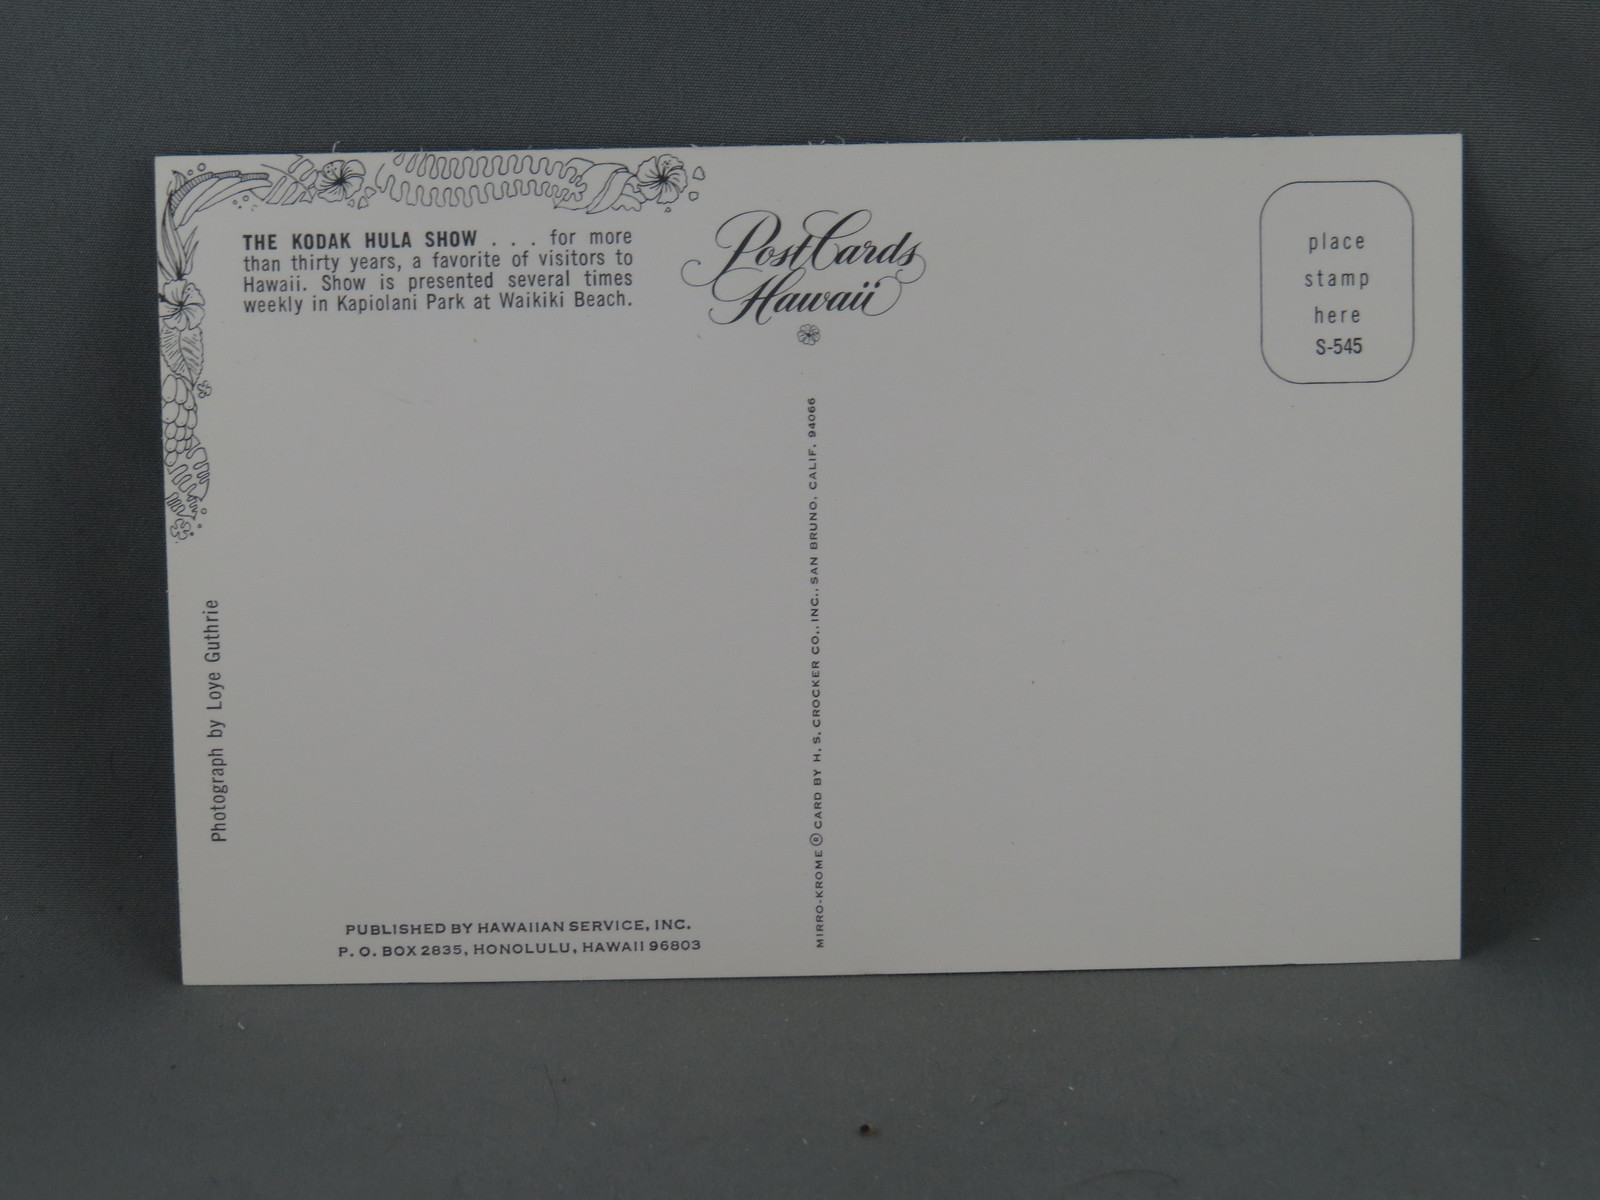 THE KODAK HULA SHOW . . . for more
than thirty years, a favorite of visitors to
Hawaii. Show is presented several times
weekly in Kapiolani Park at Waikiki Beach.
PostCards
Hawaii
place
stamp
here
S-545
Photograph by Loye Guthrie
MIRRO-KROME ® CARD BY H. S. CROCKER CO., INC., SAN BRUNO, CALIF. 94066
PUBLISHED BY HAWAIIAN SERVICE, INC.
P. O. BOX 2835, HONOLULU, HAWAII 96803